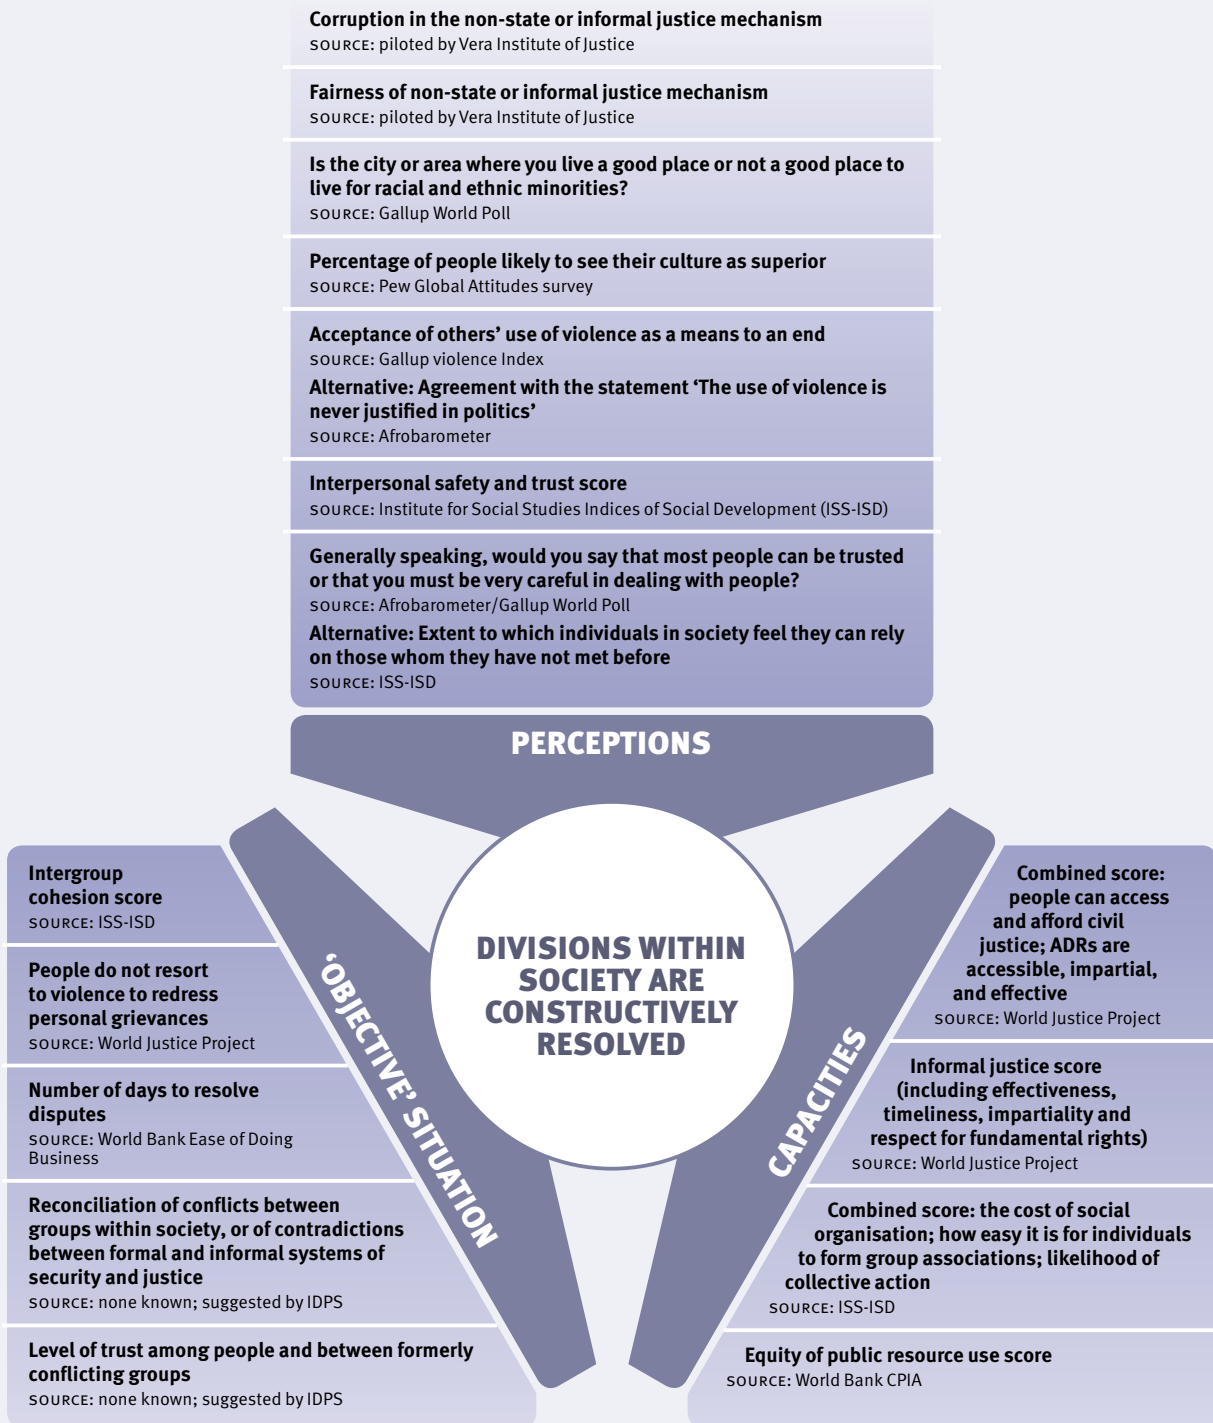 Corruption in the non-state or informal justice mechanism
SOURCE: piloted by Vera Institute of Justice
Fairness of non-state or informal justice mechanism
SOURCE: piloted by Vera Institute of Justice
Is the city or area where you live a good place or not a good place to
live for racial and ethnic minorities?
SOURCE: Gallup World Poll
Percentage of people likely to see their culture as superior
SOURCE: Pew Global Attitudes survey
Acceptance of others’ use of violence as a means to an end
SOURCE: Gallup violence Index
Alternative: Agreement with the statement ‘The use of violence is
never justified in politics’
SOURCE: Afrobarometer
Interpersonal safety and trust score
SOURCE: Institute for Social Studies Indices of Social Development (ISS-ISD)
Generally speaking, would you say that most people can be trusted
or that you must be very careful in dealing with people?
SOURCE: Afrobarometer/Gallup World Poll
Alternative: Extent to which individuals in society feel they can rely
on those whom they have not met before
SOURCE: ISS-ISD
PERCEPTIONS
DIVISIONS WITHIN
SOCIETY ARE
CONSTRUCTIVELY
RESOLVED
‘OBJECTIVE’ SITUATION
Intergroup
cohesion score
SOURCE: ISS-ISD
People do not resort
to violence to redress
personal grievances
SOURCE: World Justice Project
Number of days to resolve
disputes
SOURCE: World Bank Ease of Doing
Business
Reconciliation of conflicts between
groups within society, or of contradictions
between formal and informal systems of
security and justice
SOURCE: none known; suggested by IDPS
Level of trust among people and between formerly
conflicting groups
SOURCE: none known; suggested by IDPS
CAPACITIES
Combined score:
people can access
and afford civil
justice; ADRs are
accessible, impartial,
and effective
SOURCE: World Justice Project
Informal justice score
(including effectiveness,
timeliness, impartiality and
respect for fundamental rights)
SOURCE: World Justice Project
Combined score: the cost of social
organisation; how easy it is for individuals
to form group associations; likelihood of
collective action
SOURCE: ISS-ISD
Equity of public resource use score
SOURCE: World Bank CPIA